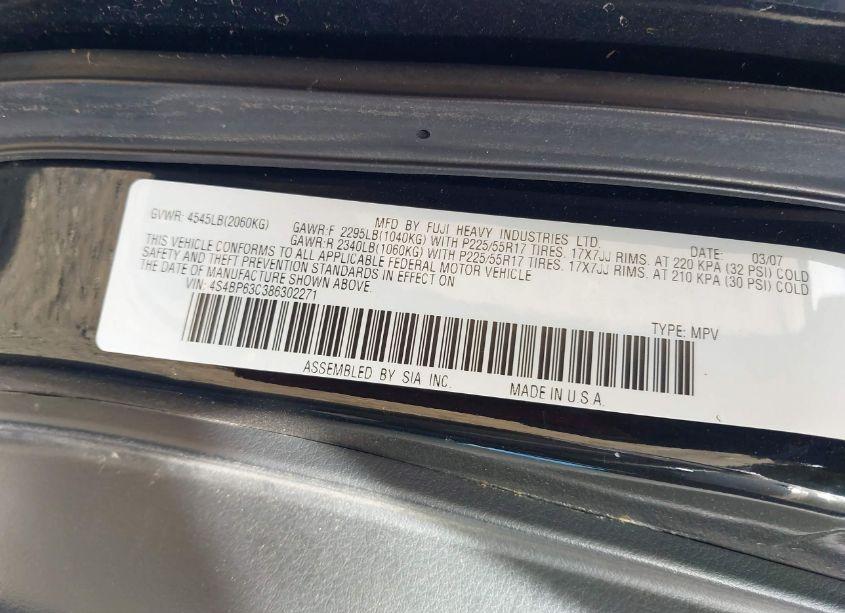 MFD. BY FUJI HEAVY INDUSTRIES LTD. DATE: 03/07
GVWR: 4545LB(2060KG) GAWR:F 2295LB(1040KG) WITH P225/55R17 TIRES. 17X7JJ RIMS. AT 220 KPA (32 PSI) COLD
GAWR:R 2340LB(1060KG) WITH P225/55R17 TIRES. 17X7JJ RIMS. AT 210 KPA (30 PSI) COLD
THIS VEHICLE CONFORMS TO ALL APPLICABLE FEDERAL MOTOR VEHICLE
SAFETY AND THEFT PREVENTION STANDARDS IN EFFECT ON
THE DATE OF MANUFACTURE SHOWN ABOVE.
VIN: 4S4BP63C386302271 TYPE: MPV
ASSEMBLED BY SIA INC. MADE IN U.S.A.